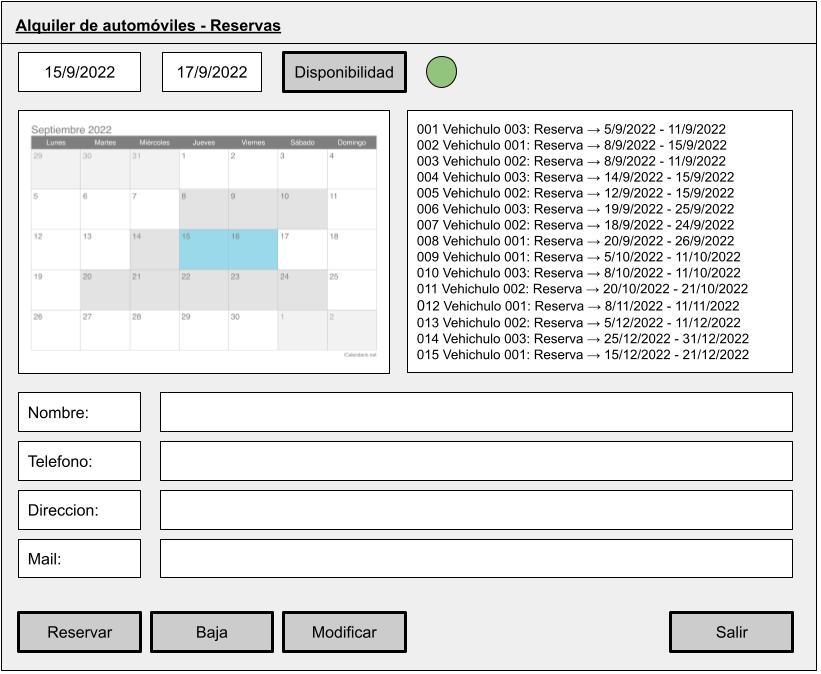 Alquiler de automóviles - Reservas
15/9/2022 17/9/2022 Disponibilidad
Septiembre 2022
Lunes Martes Miércoles Jueves Viernes Sábado Domingo
29 30 31 1 2 3 4
5 6 7 8 9 10 11
12 13 14 15 16 17 18
19 20 21 22 23 24 25
26 27 28 29 30 1 2
iCalendario.net
001 Vehichulo 003: Reserva → 5/9/2022 - 11/9/2022
002 Vehichulo 001: Reserva → 8/9/2022 - 15/9/2022
003 Vehichulo 002: Reserva → 8/9/2022 - 11/9/2022
004 Vehichulo 003: Reserva → 14/9/2022 - 15/9/2022
005 Vehichulo 002: Reserva → 12/9/2022 - 15/9/2022
006 Vehichulo 003: Reserva → 19/9/2022 - 25/9/2022
007 Vehichulo 002: Reserva → 18/9/2022 - 24/9/2022
008 Vehichulo 001: Reserva → 20/9/2022 - 26/9/2022
009 Vehichulo 001: Reserva → 5/10/2022 - 11/10/2022
010 Vehichulo 003: Reserva → 8/10/2022 - 11/10/2022
011 Vehichulo 002: Reserva → 20/10/2022 - 21/10/2022
012 Vehichulo 001: Reserva → 8/11/2022 - 11/11/2022
013 Vehichulo 002: Reserva → 5/12/2022 - 11/12/2022
014 Vehichulo 003: Reserva → 25/12/2022 - 31/12/2022
015 Vehichulo 001: Reserva → 15/12/2022 - 21/12/2022
Nombre:
Telefono:
Direccion:
Mail:
Reservar Baja Modificar Salir